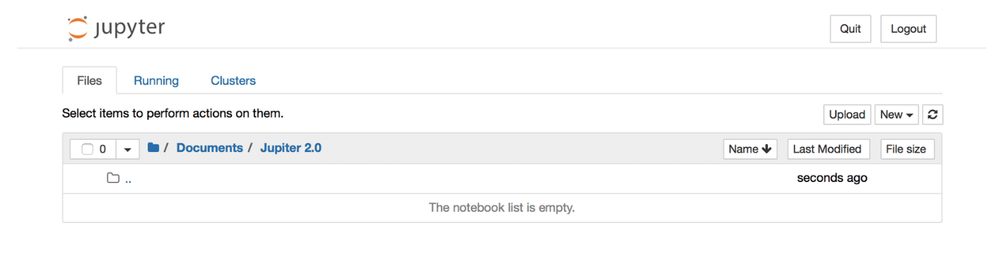 jupyter Quit Logout
Files Running Clusters
Select items to perform actions on them. Upload New
0 / Documents / Jupiter 2.0 Name Last Modified File size
.. seconds ago
The notebook list is empty.